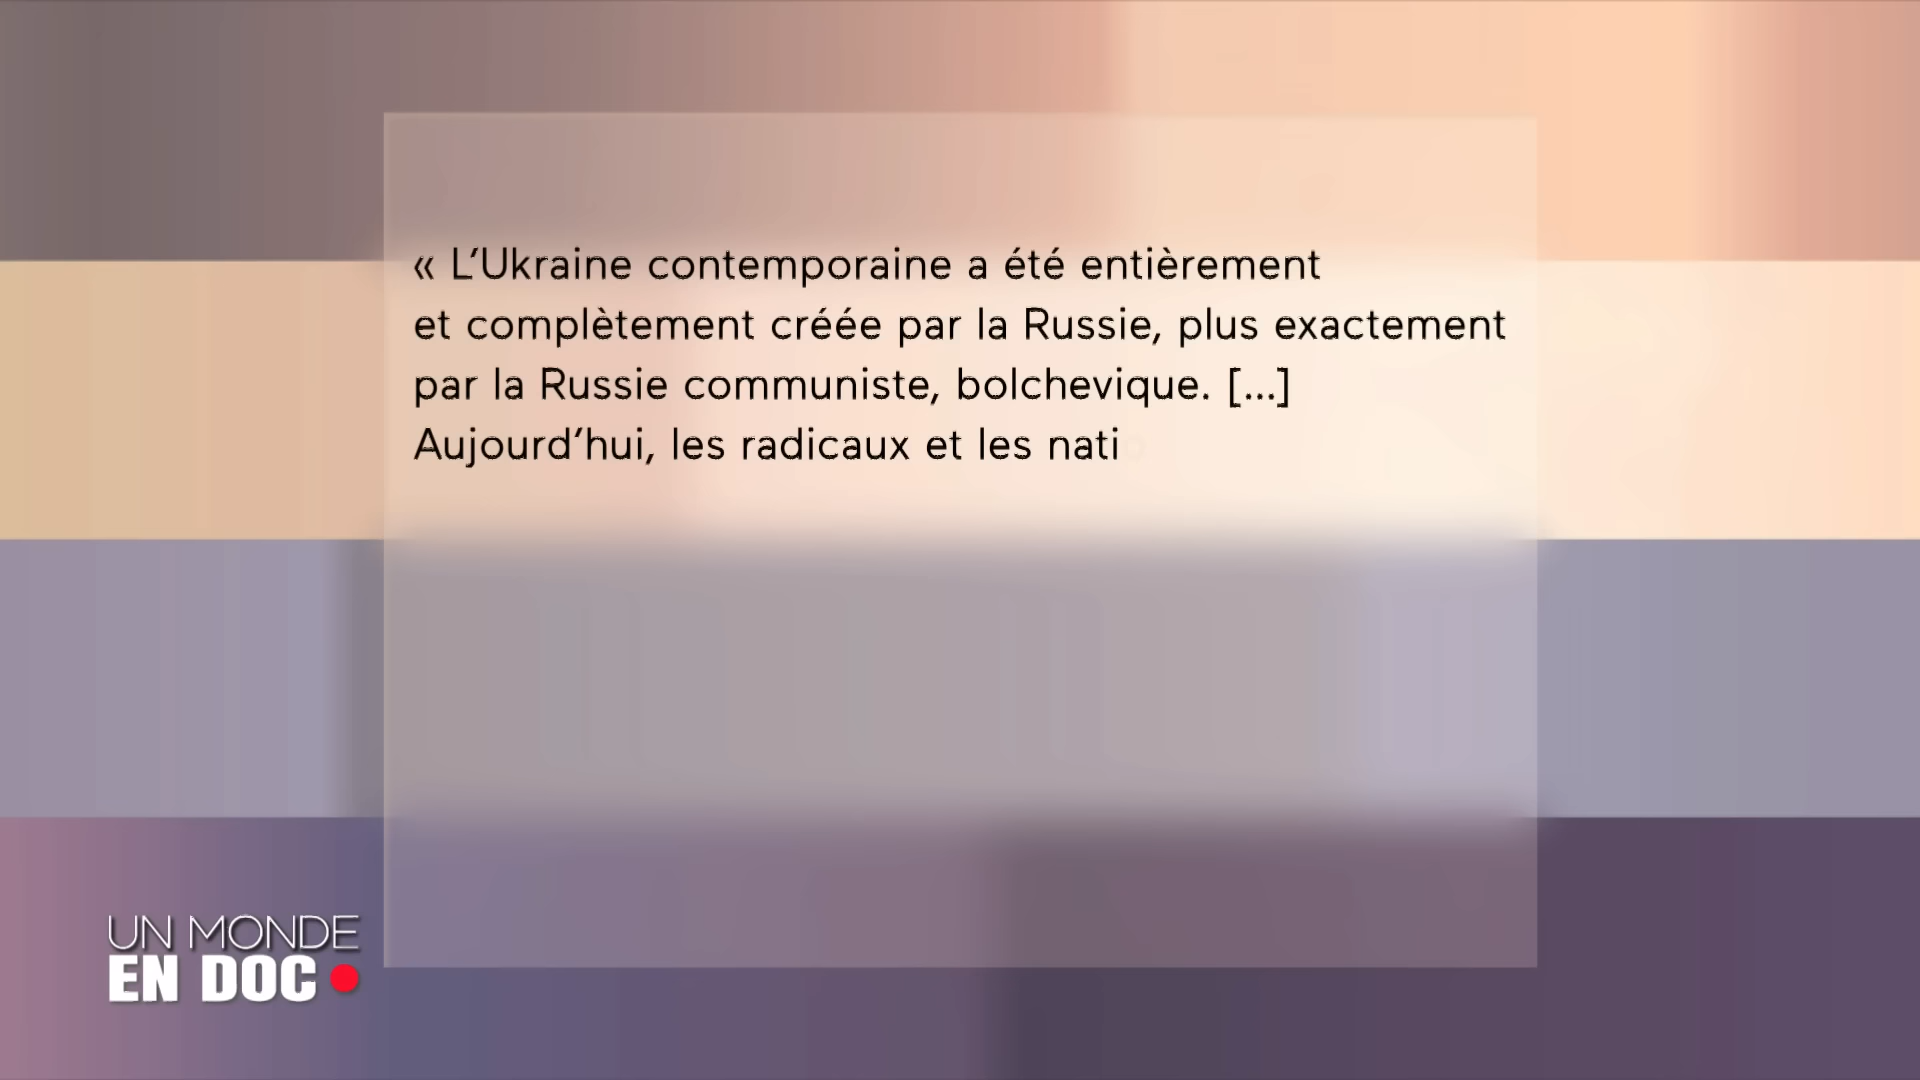 « L’Ukraine contemporaine a été entièrement
et complètement créée par la Russie, plus exactement
par la Russie communiste, bolchevique. [...]
Aujourd’hui, les radicaux et les nati
UN MONDE
EN DOC